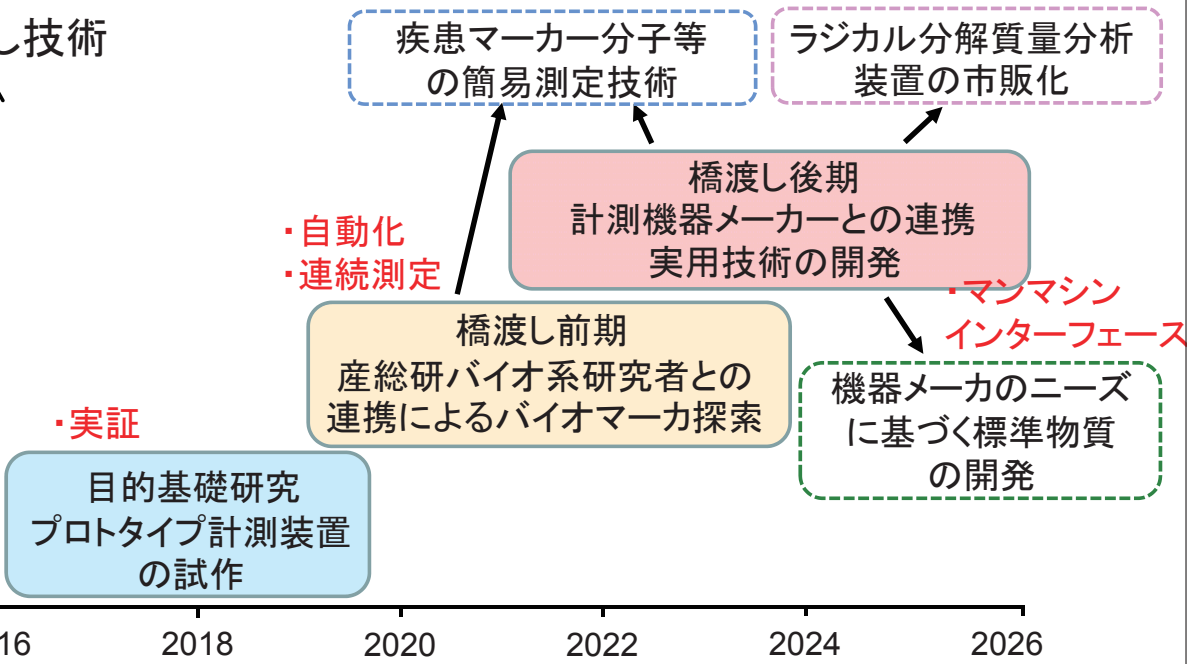 し技術
疾患マーカー分子等
の簡易測定技術
ラジカル分解質量分析
装置の市販化
橋渡し後期
計測機器メーカーとの連携
実用技術の開発
・自動化
・連続測定
・マンマシン
インターフェース
橋渡し前期
産総研バイオ系研究者との
連携によるバイオマーカ探索
機器メーカのニーズ
に基づく標準物質
の開発
・実証
目的基礎研究
プロトタイプ計測装置
の試作
16
2018
2020
2022
2024
2026